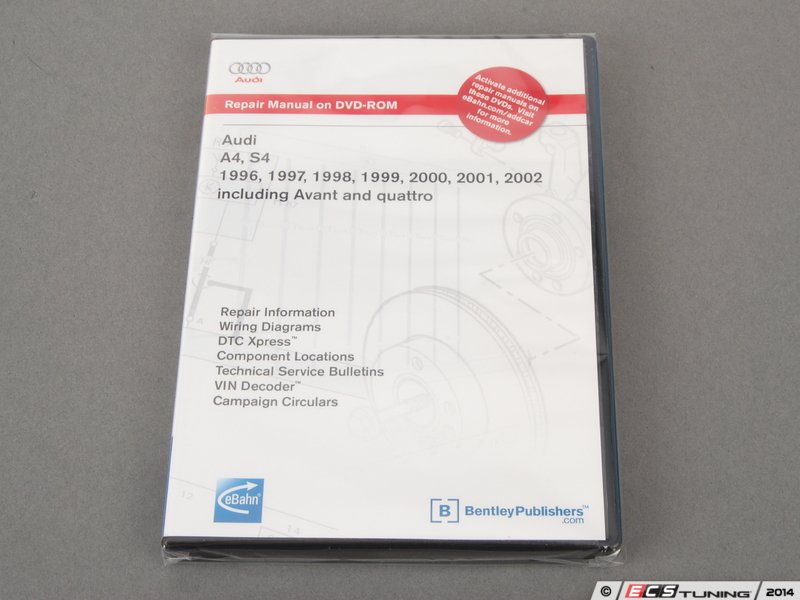 Audi
Repair Manual on DVD-ROM
Activate additional
repair manuals on
these DVDs. Visit
eBahn.com/addcar
for more
information.
Audi
A4, S4
1996, 1997, 1998, 1999, 2000, 2001, 2002
including Avant and quattro
Repair Information
Wiring Diagrams
DTC Xpress™
Component Locations
Technical Service Bulletins
VIN Decoder™
Campaign Circulars
12
14
eBahn®
[B] BentleyPublishers™
.com
© ECS TUNING 2014